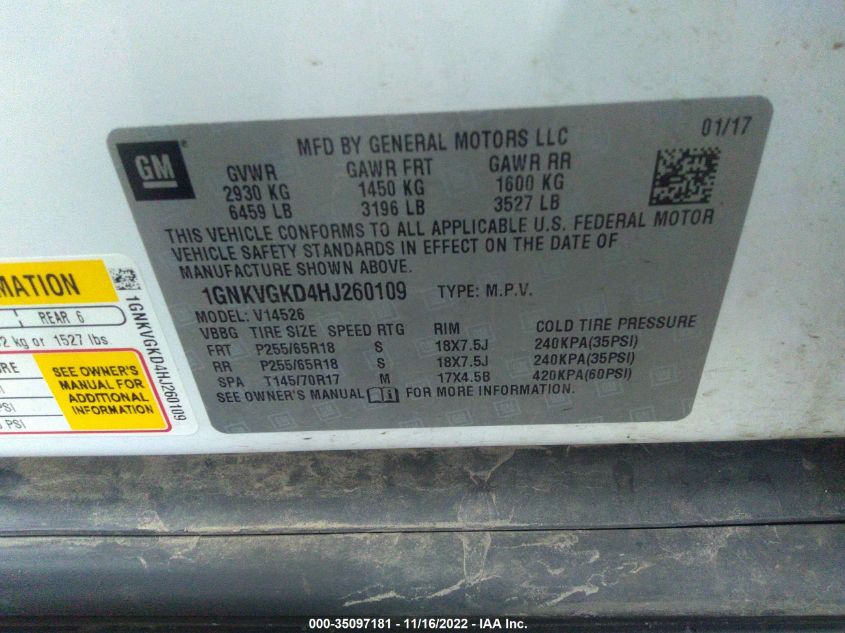 MFD BY GENERAL MOTORS LLC 01/17
GM
GVWR GAWR FRT GAWR RR
2930 KG 1450 KG 1600 KG
6459 LB 3196 LB 3527 LB
THIS VEHICLE CONFORMS TO ALL APPLICABLE U.S. FEDERAL MOTOR
VEHICLE SAFETY STANDARDS IN EFFECT ON THE DATE OF
MANUFACTURE SHOWN ABOVE.
1GNKVGKD4HJ260109 TYPE: M.P.V.
MODEL: V14526
VBBG TIRE SIZE SPEED RTG RIM COLD TIRE PRESSURE
FRT P255/65R18 S 18X7.5J 240KPA(35PSI)
RR P255/65R18 S 18X7.5J 240KPA(35PSI)
SPA T145/70R17 M 17X4.5B 420KPA(60PSI)
SEE OWNER'S MANUAL FOR MORE INFORMATION.
REAR 6
kg or 1527 lbs.
SEE OWNER'S
MANUAL FOR
ADDITIONAL
INFORMATION
PSI
1GNKVGKD4HJ260109
000-35097181 - 11/16/2022 - IAA Inc.